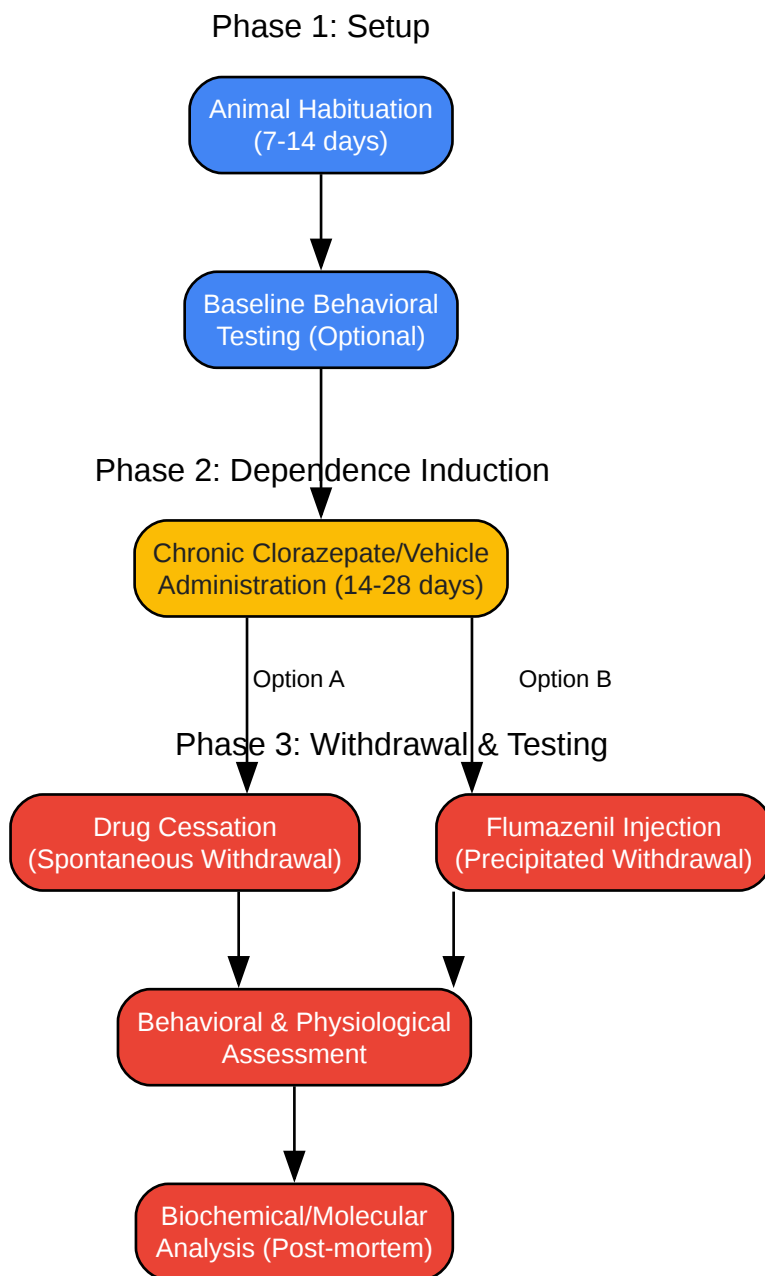 Phase 1: Setup
Animal Habituation
(7-14 days)
Baseline Behavioral
Testing (Optional)
Phase 2: Dependence Induction
Chronic Clorazepate/Vehicle
Administration (14-28 days)
Option A
Option B
Phase 3: Withdrawal & Testing
Drug Cessation
(Spontaneous Withdrawal)
Flumazenil Injection
(Precipitated Withdrawal)
Behavioral & Physiological
Assessment
Biochemical/Molecular
Analysis (Post-mortem)